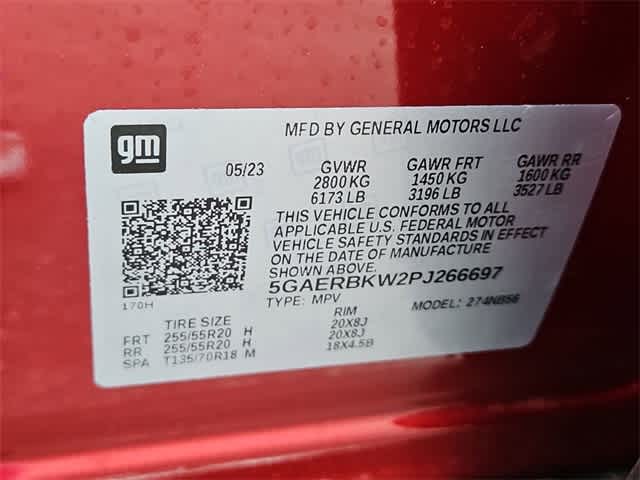 gm
MFD BY GENERAL MOTORS LLC
05/23 GVWR GAWR FRT GAWR RR
2800 KG 1450 KG 1600 KG
6173 LB 3196 LB 3527 LB
THIS VEHICLE CONFORMS TO ALL
APPLICABLE U.S. FEDERAL MOTOR
VEHICLE SAFETY STANDARDS IN EFFECT
ON THE DATE OF MANUFACTURE
SHOWN ABOVE.
5GAERBKW2PJ266697
170H
TYPE: MPV MODEL: 274NB56
TIRE SIZE RIM
FRT 255/55R20 H 20X8J
RR 255/55R20 H 20X8J
SPA T135/70R18 M 18X4.5B